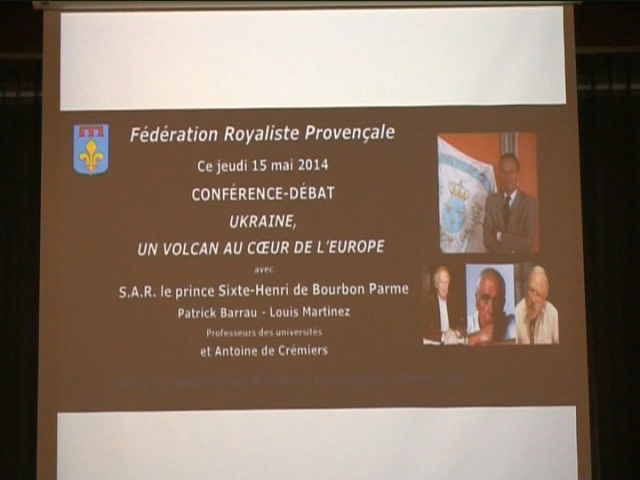 Fédération Royaliste Provençale
Ce jeudi 15 mai 2014
CONFÉRENCE-DÉBAT
UKRAINE,
UN VOLCAN AU CŒUR DE L'EUROPE
avec
S.A.R. le prince Sixte-Henri de Bourbon Parme
Patrick Barrau - Louis Martinez
Professeurs des universités
et Antoine de Crémiers